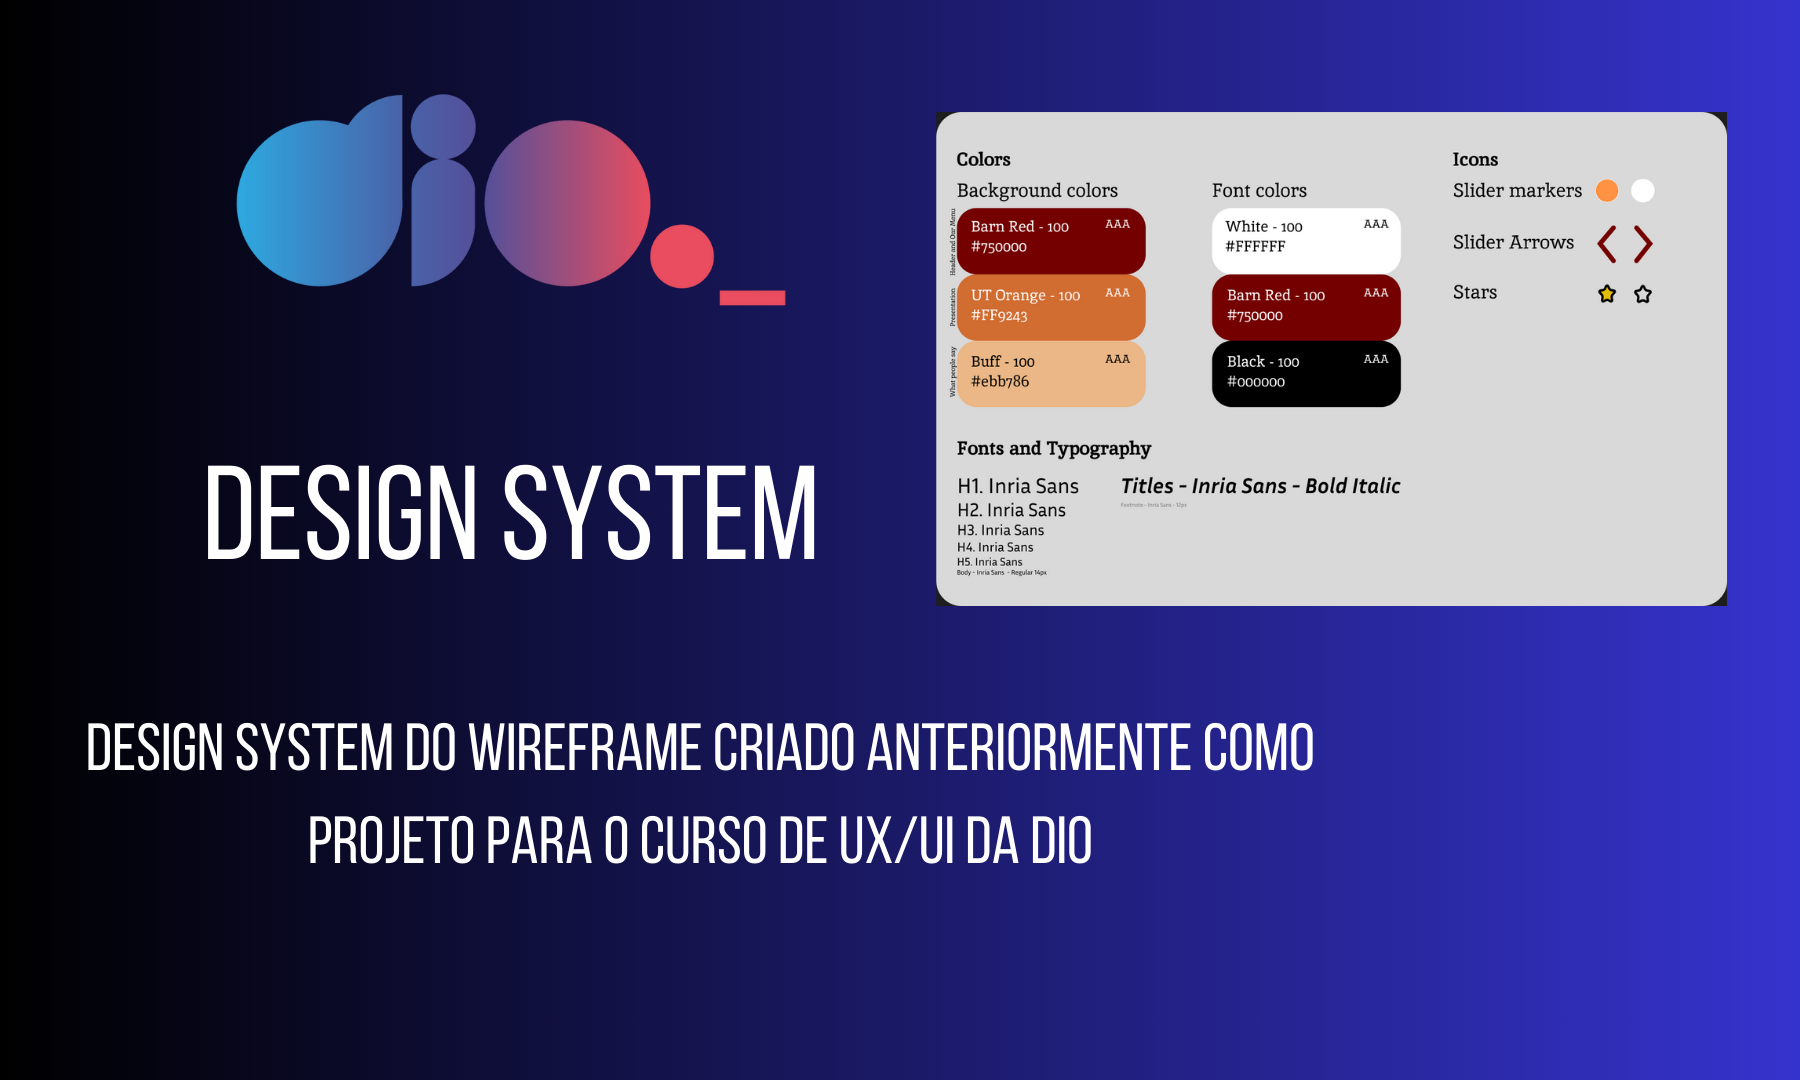 dio._
DESIGN SYSTEM
Colors
Background colors
Header and Our Menu
Barn Red - 100 AAA
#750000
Presentation
UT Orange - 100 AAA
#FF9243
What people say
Buff - 100 AAA
#ebb786
Font colors
White - 100 AAA
#FFFFFF
Barn Red - 100 AAA
#750000
Black - 100 AAA
#000000
Icons
Slider markers
Slider Arrows
Stars
Fonts and Typography
H1. Inria Sans
H2. Inria Sans
H3. Inria Sans
H4. Inria Sans
H5. Inria Sans
Body - Inria Sans - Regular 14px
Titles - Inria Sans - Bold Italic
Footnote - Inria Sans - 12px
DESIGN SYSTEM DO WIREFRAME CRIADO ANTERIORMENTE COMO
PROJETO PARA O CURSO DE UX/UI DA DIO